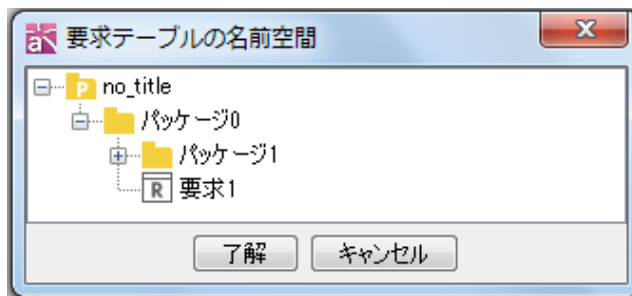 要求テーブルの名前空間
no_title
パッケージ0
パッケージ1
R 要求1
了解 キャンセル